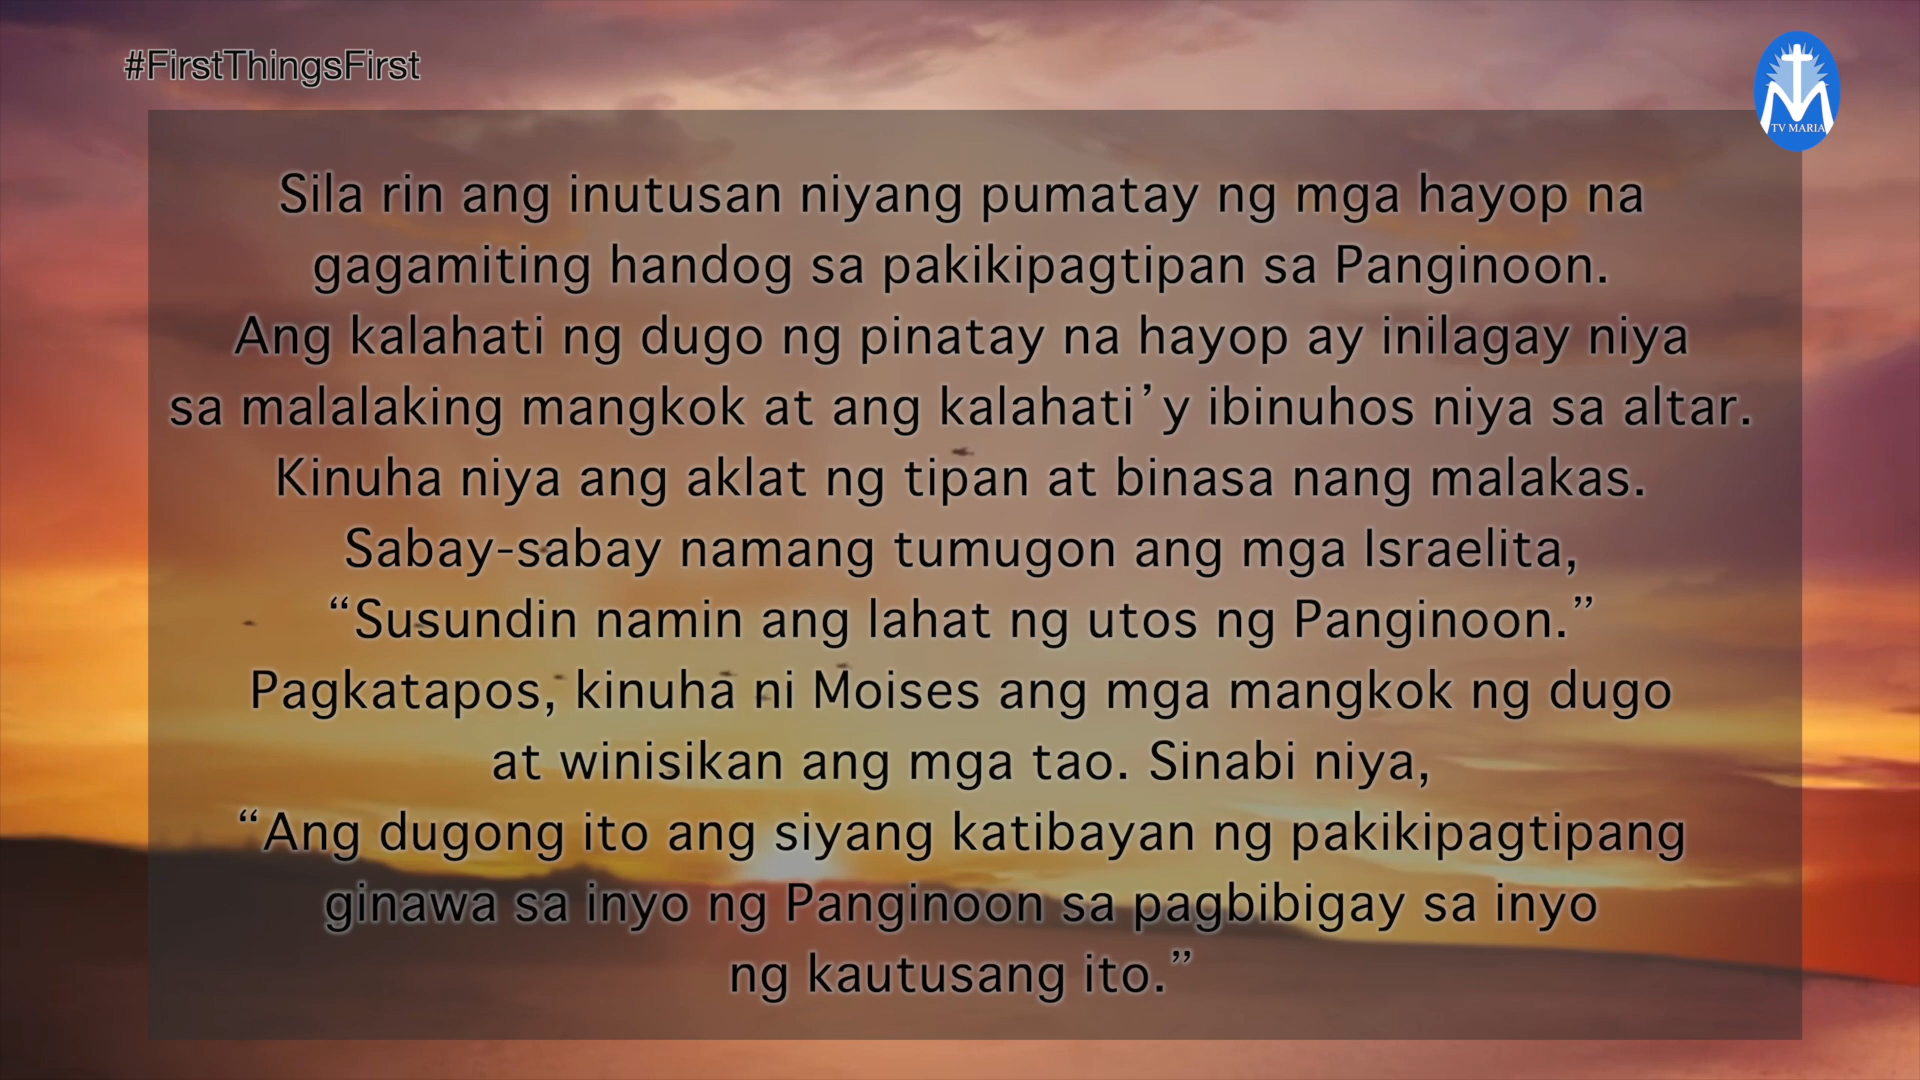 #FirstThingsFirst
TV MARIA
Sila rin ang inutusan niyang pumatay ng mga hayop na
gagamiting handog sa pakikipagtipan sa Panginoon.
Ang kalahati ng dugo ng pinatay na hayop ay inilagay niya
sa malalaking mangkok at ang kalahati’y ibinuhos niya sa altar.
Kinuha niya ang aklat ng tipan at binasa nang malakas.
Sabay-sabay namang tumugon ang mga Israelita,
“Susundin namin ang lahat ng utos ng Panginoon.”
Pagkatapos, kinuha ni Moises ang mga mangkok ng dugo
at winisikan ang mga tao. Sinabi niya,
“Ang dugong ito ang siyang katibayan ng pakikipagtipang
ginawa sa inyo ng Panginoon sa pagbibigay sa inyo
ng kautusang ito.”